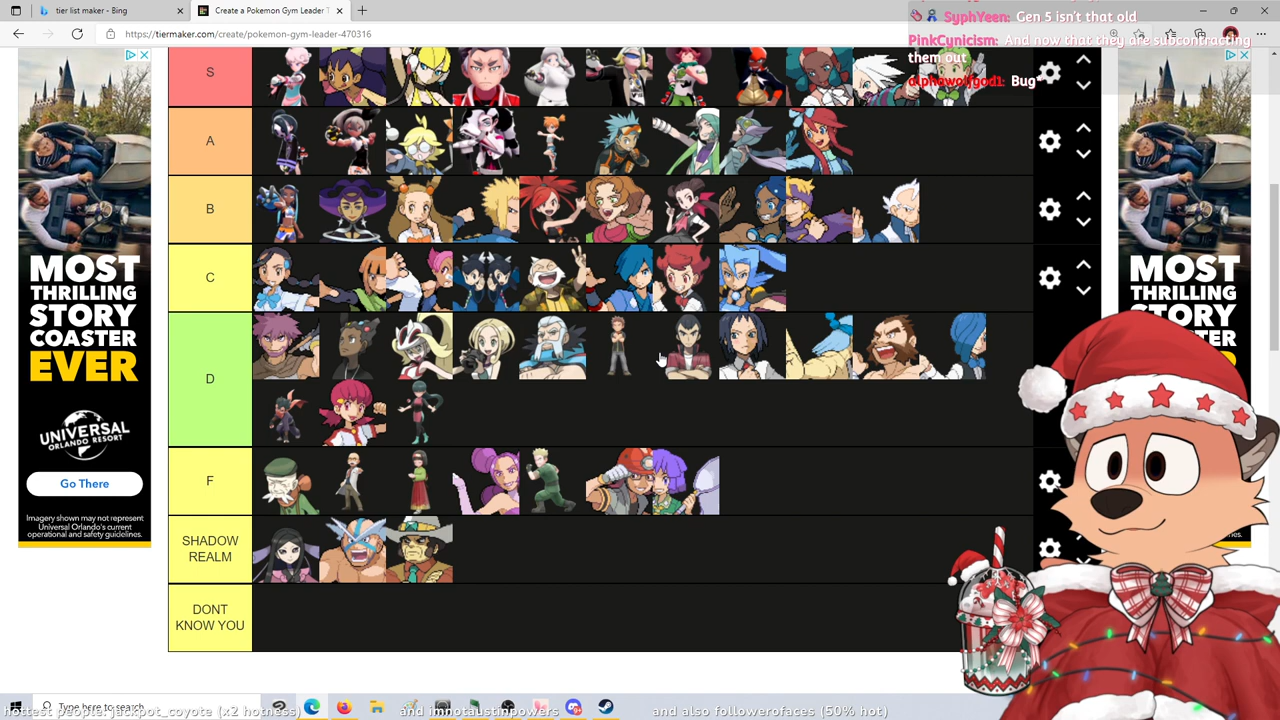 tier list maker - Bing
Create a Pokemon Gym Leader T
https://tiermaker.com/create/pokemon-gym-leader-470316
SyphYeen: Gen 5 isn't that old
PinkCynicism: And now that they are subcontracting
them out
alphawolfgod1: Bug
S
A
B
C
D
F
SHADOW
REALM
DONT
KNOW YOU
MOST
THRILLING
STORY
COASTER
EVER
UNIVERSAL
ORLANDO RESORT
Go There
Imagery shown may not represent
Universal Orlando's current
operational and safety guidelines.
MOST
THRILLING
STORY
Type here to search
hottest people: jackpot_coyote (x2 hotness)
and imnotaustinpowers
and also followerofaces (50% hot)